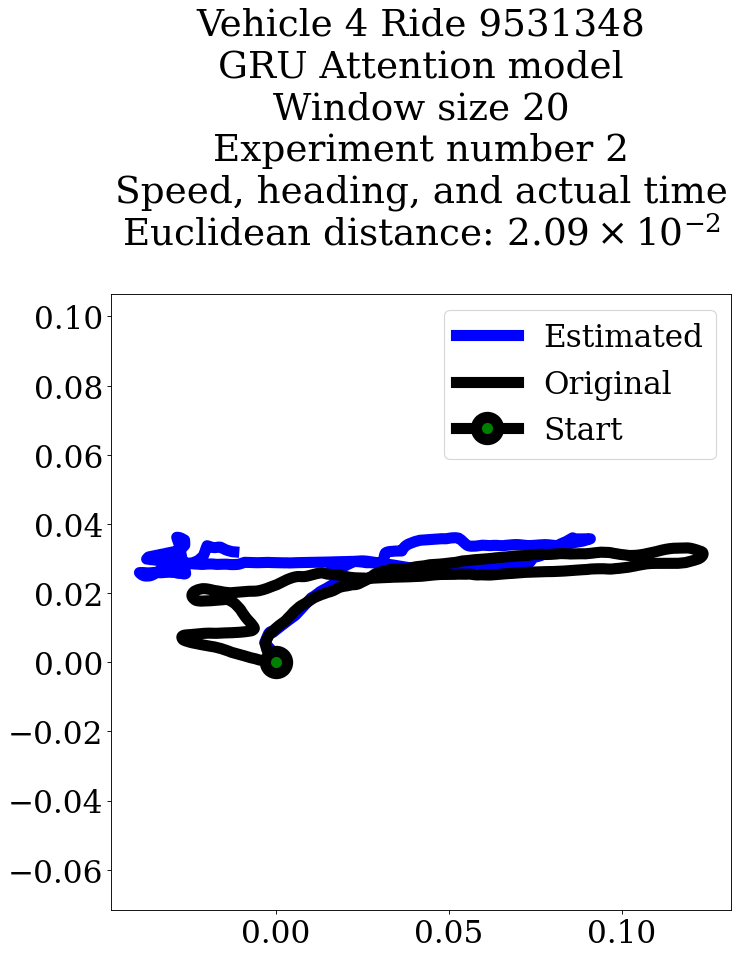 Vehicle 4 Ride 9531348
GRU Attention model
Window size 20
Experiment number 2
Speed, heading, and actual time
Euclidean distance: 2.09 × 10⁻²
Estimated
Original
Start
0.10
0.08
0.06
0.04
0.02
0.00
−0.02
−0.04
−0.06
0.00 0.05 0.10